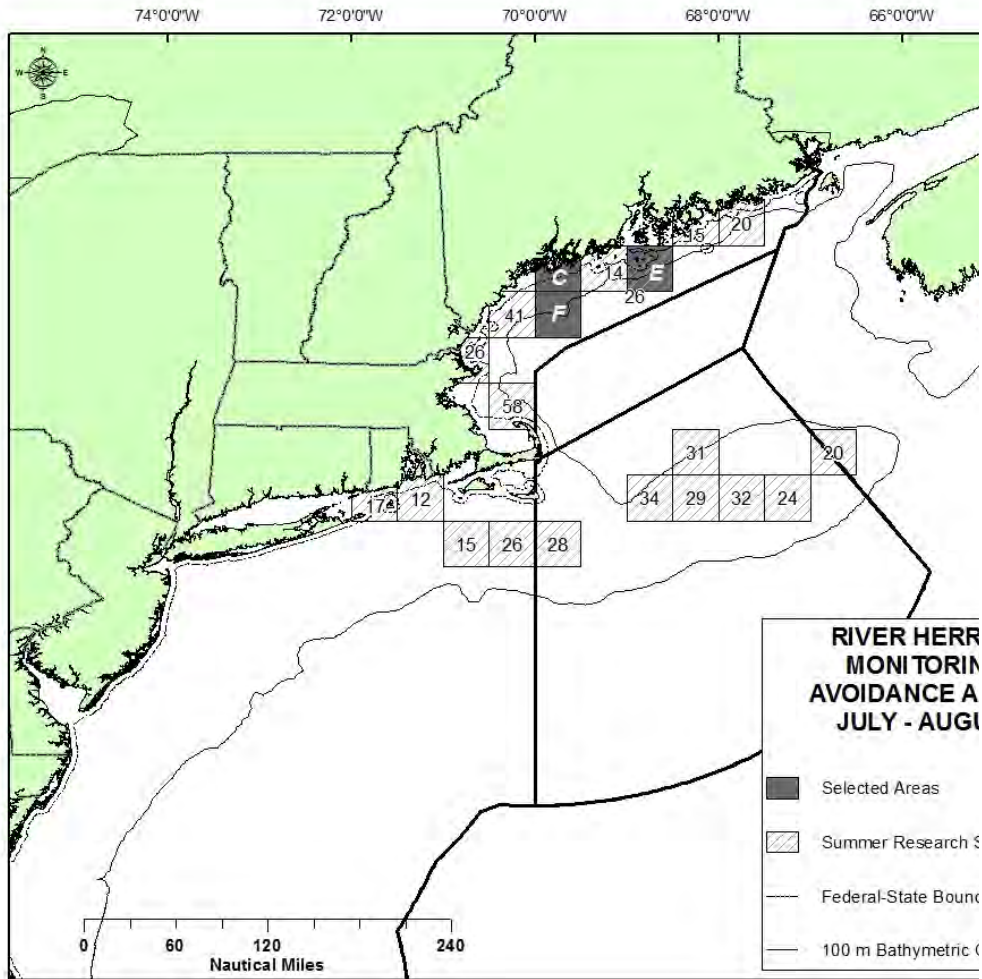 74°0'0"W 72°0'0"W 70°0'0"W 68°0'0"W 66°0'0"W
N
W E
S
20
15
C 14 E
26
41 F
26
58
31 20
34 29 32 24
17 12
15 26 28
RIVER HERR
MONITORIN
AVOIDANCE A
JULY - AUGU
Selected Areas
Summer Research S
Federal-State Bound
100 m Bathymetric C
0 60 120 240
Nautical Miles